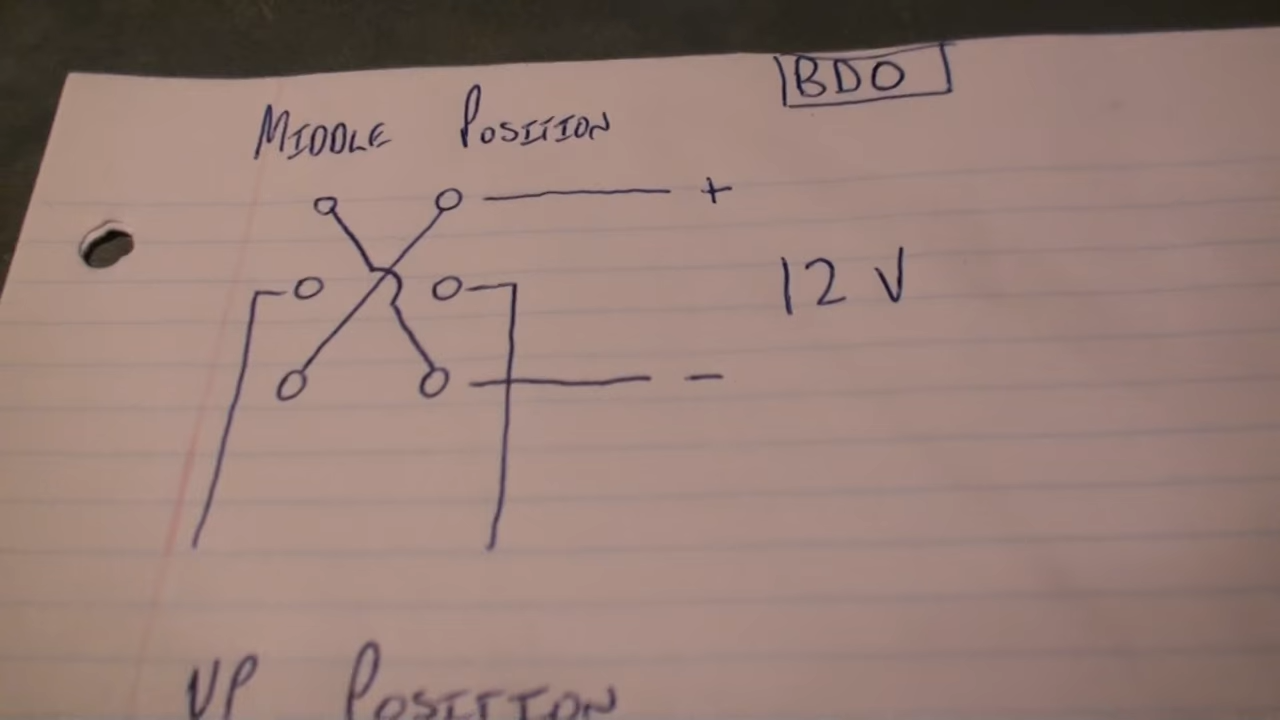 BDO
MIDDLE POSITION
+
12 V
-
UP POSITION